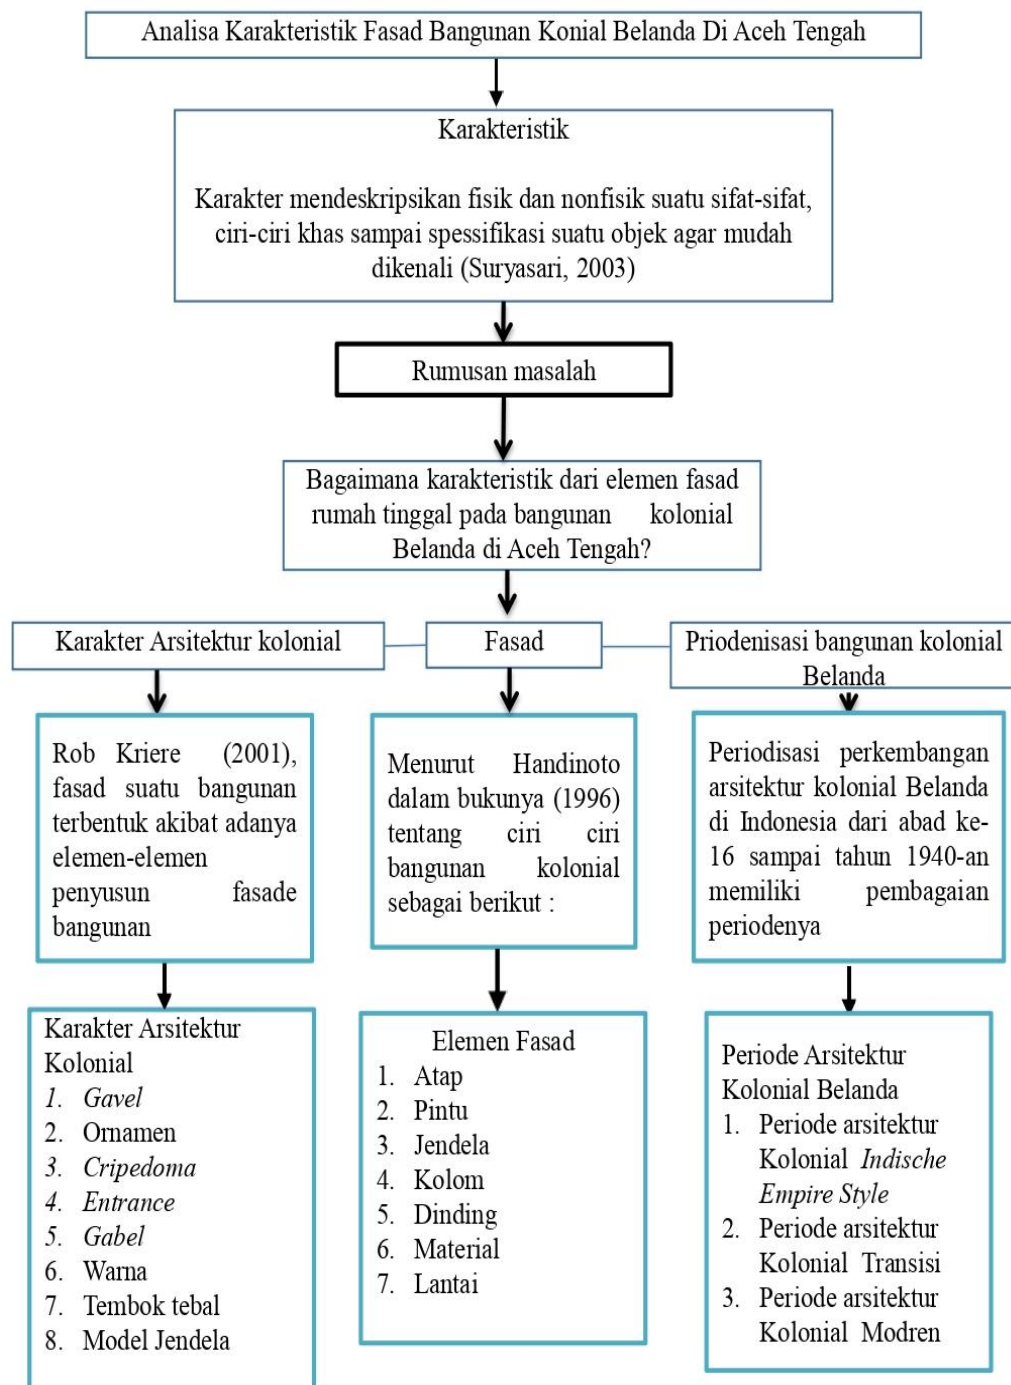 Analisa Karakteristik Fasad Bangunan Konial Belanda Di Aceh Tengah
Karakteristik
Karakter mendeskripsikan fisik dan nonfisik suatu sifat-sifat,
ciri-ciri khas sampai spessifikasi suatu objek agar mudah
dikenali (Suryasari, 2003)
Rumusan masalah
Bagaimana karakteristik dari elemen fasad
rumah tinggal pada bangunan kolonial
Belanda di Aceh Tengah?
Karakter Arsitektur kolonial
Fasad
Priodenisasi bangunan kolonial
Belanda
Rob Kriere (2001),
fasad suatu bangunan
terbentuk akibat adanya
elemen-elemen
penyusun fasade
bangunan
Menurut Handinoto
dalam bukunya (1996)
tentang ciri ciri
bangunan kolonial
sebagai berikut :
Periodisasi perkembangan
arsitektur kolonial Belanda
di Indonesia dari abad ke-
16 sampai tahun 1940-an
memiliki pembagaian
periodenya
Karakter Arsitektur
Kolonial
1. Gavel
2. Ornamen
3. Cripedoma
4. Entrance
5. Gabel
6. Warna
7. Tembok tebal
8. Model Jendela
Elemen Fasad
1. Atap
2. Pintu
3. Jendela
4. Kolom
5. Dinding
6. Material
7. Lantai
Periode Arsitektur
Kolonial Belanda
1. Periode arsitektur
Kolonial Indische
Empire Style
2. Periode arsitektur
Kolonial Transisi
3. Periode arsitektur
Kolonial Modren